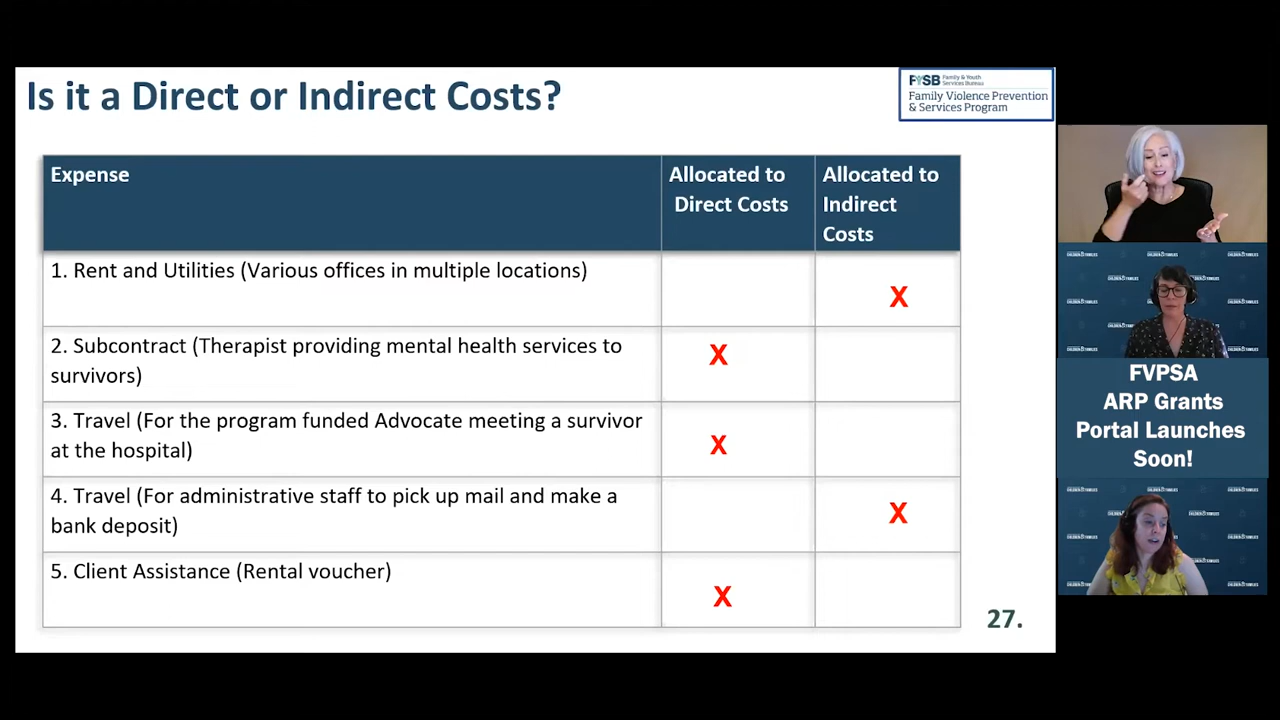 Is it a Direct or Indirect Costs?
FYSB Family & Youth
Services Bureau
Family Violence Prevention
& Services Program
Expense
Allocated to
Direct Costs
Allocated to
Indirect
Costs
1. Rent and Utilities (Various offices in multiple locations)
X
2. Subcontract (Therapist providing mental health services to
survivors)
X
3. Travel (For the program funded Advocate meeting a survivor
at the hospital)
X
4. Travel (For administrative staff to pick up mail and make a
bank deposit)
X
5. Client Assistance (Rental voucher)
X
27.
FVPSA
ARP Grants
Portal Launches
Soon!